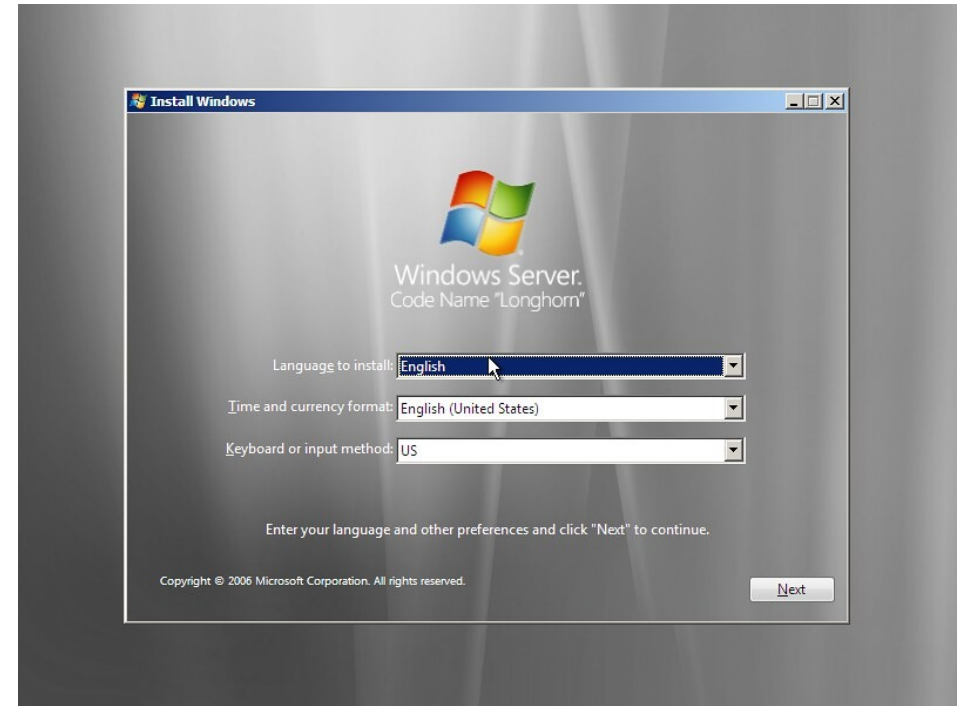 Install Windows
Windows Server.
Code Name "Longhorn"
Language to install: English
Time and currency format: English (United States)
Keyboard or input method: US
Enter your language and other preferences and click "Next" to continue.
Copyright © 2006 Microsoft Corporation. All rights reserved.
Next